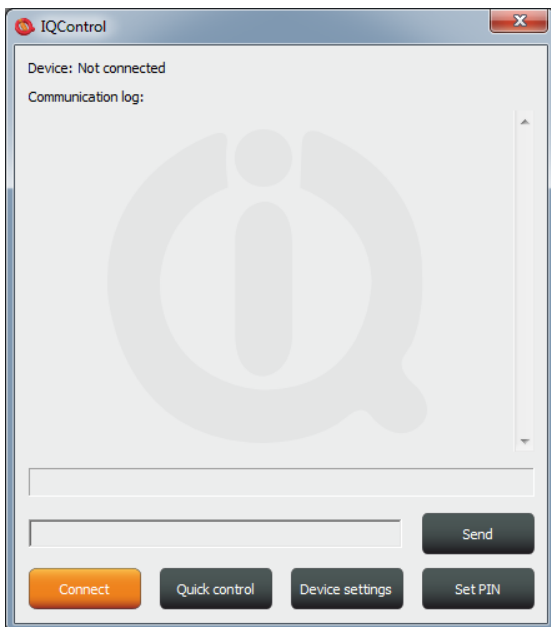 IQControl
Device: Not connected
Communication log:
Send
Connect Quick control Device settings Set PIN